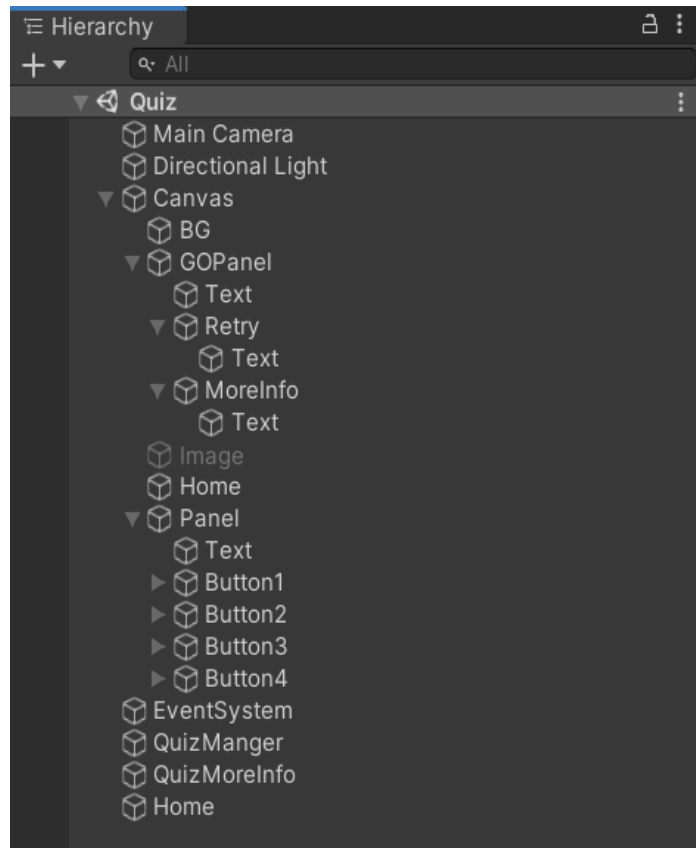 Hierarchy
All
Quiz
Main Camera
Directional Light
Canvas
BG
GOPanel
Text
Retry
Text
MoreInfo
Text
Image
Home
Panel
Text
Button1
Button2
Button3
Button4
EventSystem
QuizManger
QuizMoreInfo
Home